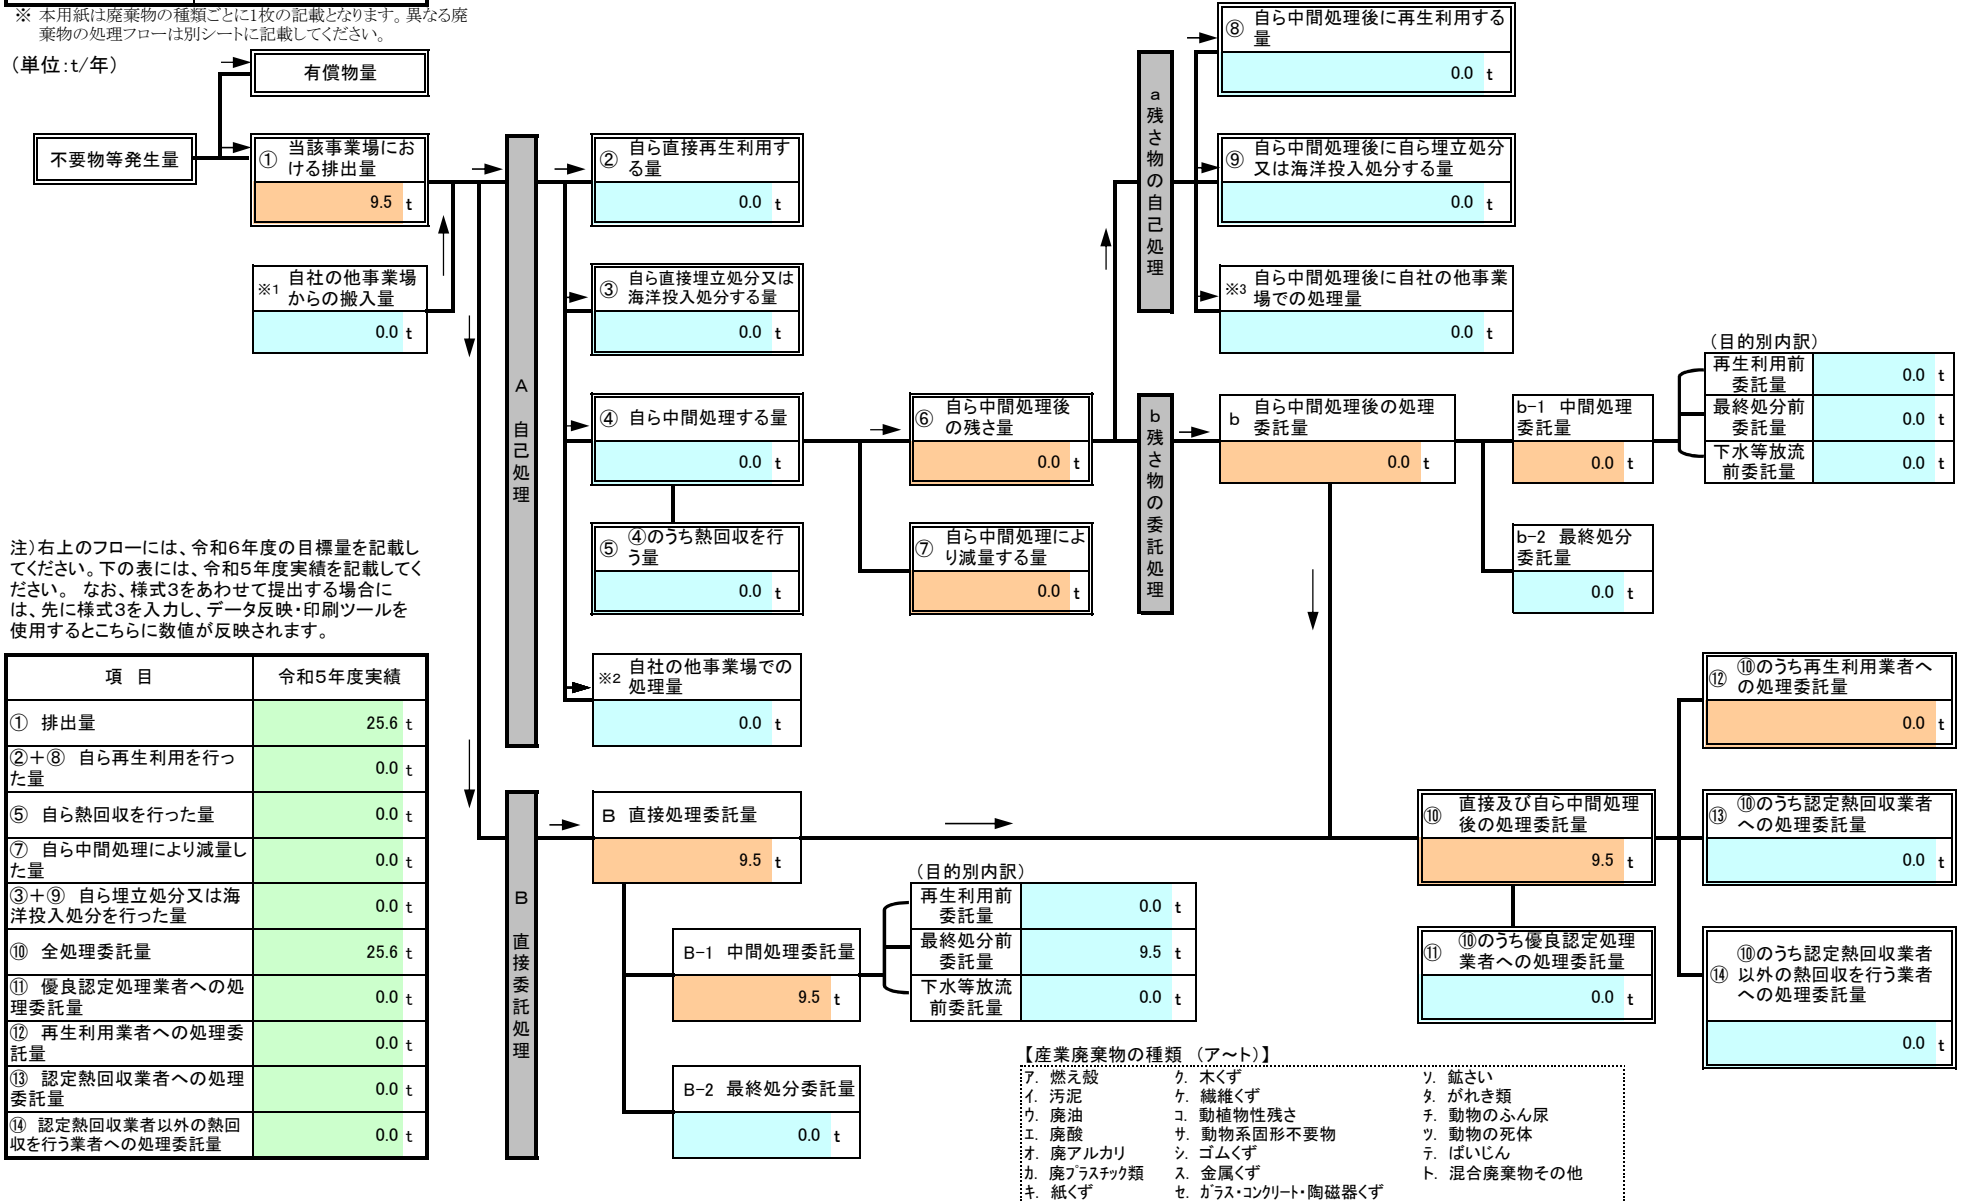 ※ 本用紙は廃棄物の種類ごとに1枚の記載となります。異なる廃
棄物の処理フローは別シートに記載してください。
(単位:t/年)
有償物量
不要物等発生量
① 当該事業場にお
ける排出量
9.5 t
※1 自社の他事業場
からの搬入量
0.0 t
A 自己処理
② 自ら直接再生利用す
る量
0.0 t
③ 自ら直接埋立処分又は
海洋投入処分する量
0.0 t
④ 自ら中間処理する量
0.0 t
⑤ ④のうち熱回収を行
う量
0.0 t
※2 自社の他事業場での
処理量
0.0 t
⑥ 自ら中間処理後
の残さ量
0.0 t
⑦ 自ら中間処理によ
り減量する量
0.0 t
a 残さ物の自己処理
⑧ 自ら中間処理後に再生利用する
量
0.0 t
⑨ 自ら中間処理後に自ら埋立処分
又は海洋投入処分する量
0.0 t
※3 自ら中間処理後に自社の他事業
場での処理量
0.0 t
b 残さ物の委託処理
b 自ら中間処理後の処理
委託量
0.0 t
b-1 中間処理
委託量
0.0 t
(目的別内訳)
再生利用前
委託量
0.0 t
最終処分前
委託量
0.0 t
下水等放流
前委託量
0.0 t
b-2 最終処分
委託量
0.0 t
注)右上のフローには、令和6年度の目標量を記載し
てください。下の表には、令和5年度実績を記載してく
ださい。 なお、様式3をあわせて提出する場合に
は、先に様式3を入力し、データ反映・印刷ツールを
使用するとこちらに数値が反映されます。
項 目 令和5年度実績
① 排出量 25.6 t
②+⑧ 自ら再生利用を行っ
た量 0.0 t
⑤ 自ら熱回収を行った量 0.0 t
⑦ 自ら中間処理により減量し
た量 0.0 t
③+⑨ 自ら埋立処分又は海
洋投入処分を行った量 0.0 t
⑩ 全処理委託量 25.6 t
⑪ 優良認定処理業者への処
理委託量 0.0 t
⑫ 再生利用業者への処理委
託量 0.0 t
⑬ 認定熱回収業者への処理
委託量 0.0 t
⑭ 認定熱回収業者以外の熱回
収を行う業者への処理委託量 0.0 t
B 直接委託処理
B 直接処理委託量
9.5 t
B-1 中間処理委託量
9.5 t
(目的別内訳)
再生利用前
委託量
0.0 t
最終処分前
委託量
9.5 t
下水等放流
前委託量
0.0 t
B-2 最終処分委託量
0.0 t
⑩ 直接及び自ら中間処理
後の処理委託量
9.5 t
⑪ ⑩のうち優良認定処理
業者への処理委託量
0.0 t
⑫ ⑩のうち再生利用業者へ
の処理委託量
0.0 t
⑬ ⑩のうち認定熱回収業者
への処理委託量
0.0 t
⑭ ⑩のうち認定熱回収業者
以外の熱回収を行う業者
への処理委託量
0.0 t
【産業廃棄物の種類 (ア~ト)】
ア. 燃え殻 ク. 木くず ソ. 鉱さい
イ. 汚泥 ケ. 繊維くず タ. がれき類
ウ. 廃油 コ. 動植物性残さ チ. 動物のふん尿
エ. 廃酸 サ. 動物系固形不要物 ツ. 動物の死体
オ. 廃アルカリ シ. ゴムくず テ. ばいじん
カ. 廃プラスチック類 ス. 金属くず ト. 混合廃棄物その他
キ. 紙くず セ. ガラス・コンクリート・陶磁器くず